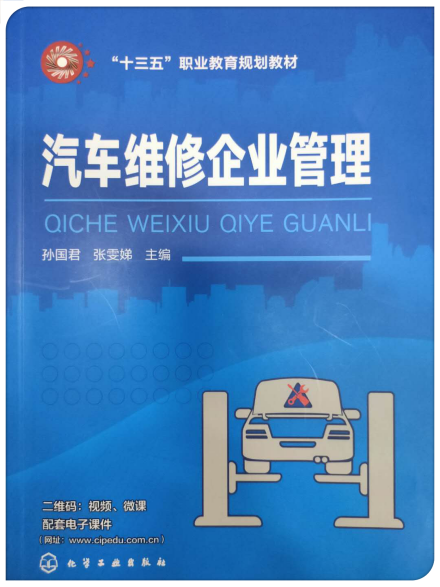 “十三五”职业教育规划教材
汽车维修企业管理
QICHE WEIXIU QIYE GUANLI
孙国君 张雯娣 主编
二维码：视频、微课
配套电子课件
（网址：www.cipedu.com.cn）
化学工业出版社